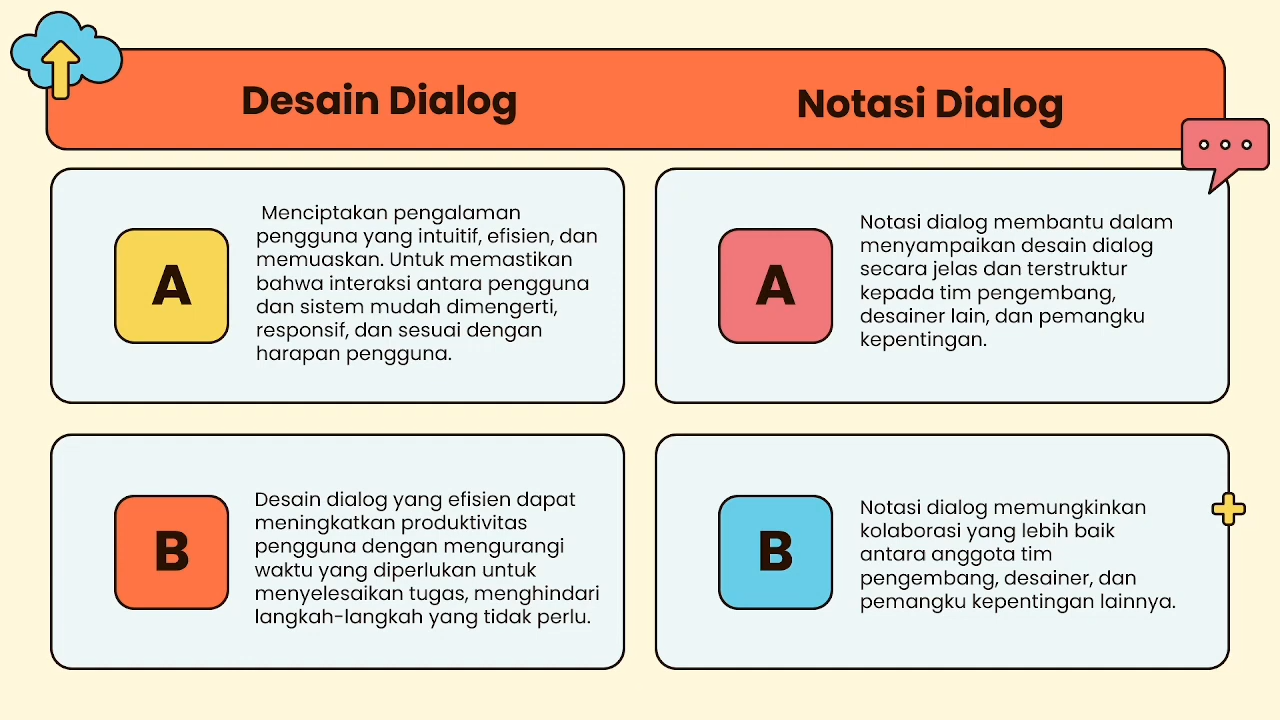 Desain Dialog
Notasi Dialog
A
Menciptakan pengalaman
pengguna yang intuitif, efisien, dan
memuaskan. Untuk memastikan
bahwa interaksi antara pengguna
dan sistem mudah dimengerti,
responsif, dan sesuai dengan
harapan pengguna.
A
Notasi dialog membantu dalam
menyampaikan desain dialog
secara jelas dan terstruktur
kepada tim pengembang,
desainer lain, dan pemangku
kepentingan.
B
Desain dialog yang efisien dapat
meningkatkan produktivitas
pengguna dengan mengurangi
waktu yang diperlukan untuk
menyelesaikan tugas, menghindari
langkah-langkah yang tidak perlu.
B
Notasi dialog memungkinkan
kolaborasi yang lebih baik
antara anggota tim
pengembang, desainer, dan
pemangku kepentingan lainnya.